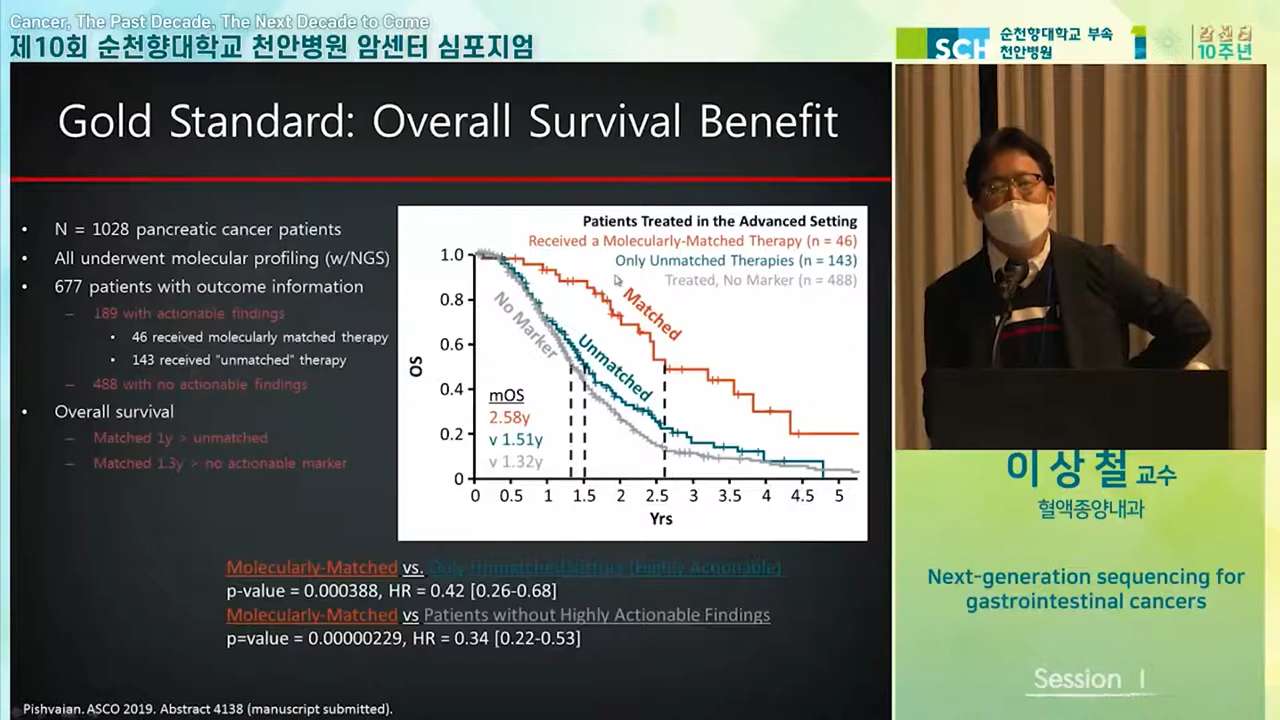 Cancer, The Past Decade, The Next Decade to Come
제10회 순천향대학교 천안병원 암센터 심포지엄
SCH
순천향대학교 부속
천안병원
암센터
10주년
Gold Standard: Overall Survival Benefit
• N = 1028 pancreatic cancer patients
• All underwent molecular profiling (w/NGS)
• 677 patients with outcome information
– 189 with actionable findings
• 46 received molecularly matched therapy
• 143 received "unmatched" therapy
– 488 with no actionable findings
• Overall survival
– Matched 1y > unmatched
– Matched 1.3y > no actionable marker
Patients Treated in the Advanced Setting
Received a Molecularly-Matched Therapy (n = 46)
Only Unmatched Therapies (n = 143)
Treated, No Marker (n = 488)
1.0
0.8
0.6
0.4
0.2
0
OS
No Marker
Unmatched
Matched
mOS
2.58y
v 1.51y
v 1.32y
0 0.5 1 1.5 2 2.5 3 3.5 4 4.5 5
Yrs
Molecularly-Matched vs. Only Unmatched (Highly Actionable)
p-value = 0.000388, HR = 0.42 [0.26-0.68]
Molecularly-Matched vs Patients without Highly Actionable Findings
p=value = 0.00000229, HR = 0.34 [0.22-0.53]
Pishvaian. ASCO 2019. Abstract 4138 (manuscript submitted).
이상철 교수
혈액종양내과
Next-generation sequencing for
gastrointestinal cancers
Session I